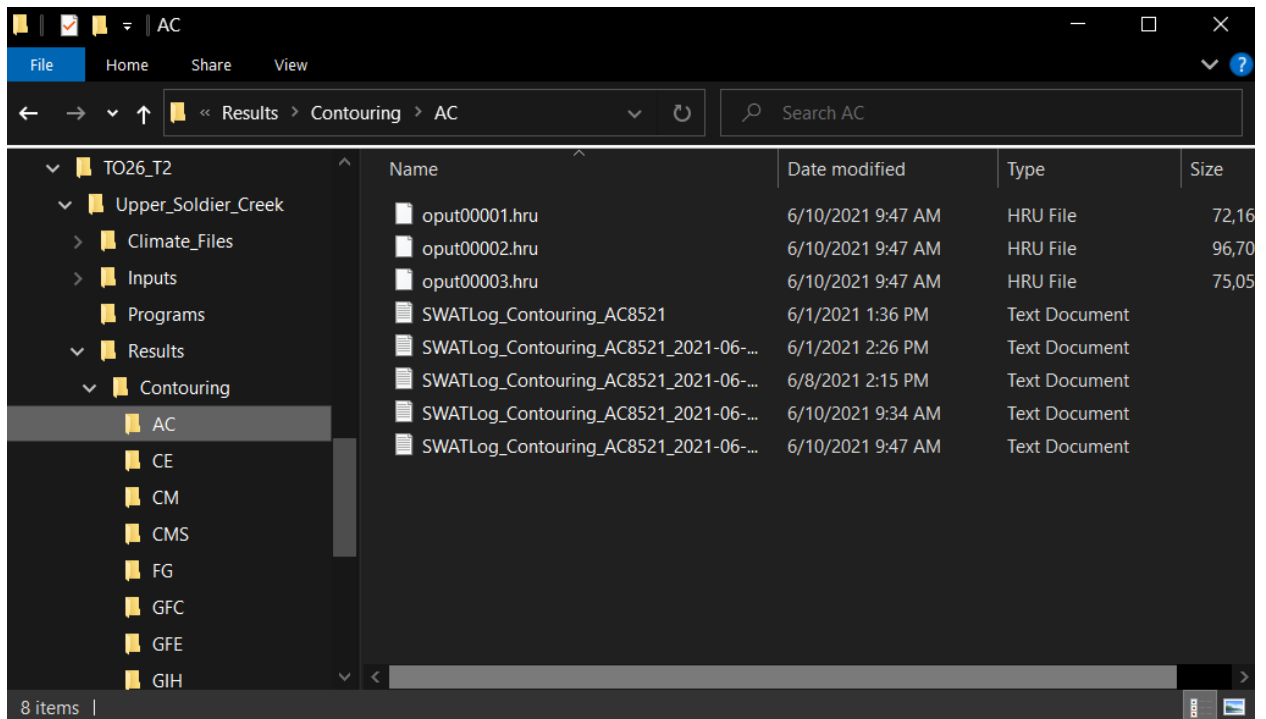 AC
File Home Share View
« Results > Contouring > AC Search AC
TO26_T2
Upper_Soldier_Creek
Climate_Files
Inputs
Programs
Results
Contouring
AC
CE
CM
CMS
FG
GFC
GFE
GIH
Name Date modified Type Size
oput00001.hru 6/10/2021 9:47 AM HRU File 72,16
oput00002.hru 6/10/2021 9:47 AM HRU File 96,70
oput00003.hru 6/10/2021 9:47 AM HRU File 75,05
SWATLog_Contouring_AC8521 6/1/2021 1:36 PM Text Document
SWATLog_Contouring_AC8521_2021-06-... 6/1/2021 2:26 PM Text Document
SWATLog_Contouring_AC8521_2021-06-... 6/8/2021 2:15 PM Text Document
SWATLog_Contouring_AC8521_2021-06-... 6/10/2021 9:34 AM Text Document
SWATLog_Contouring_AC8521_2021-06-... 6/10/2021 9:47 AM Text Document
8 items